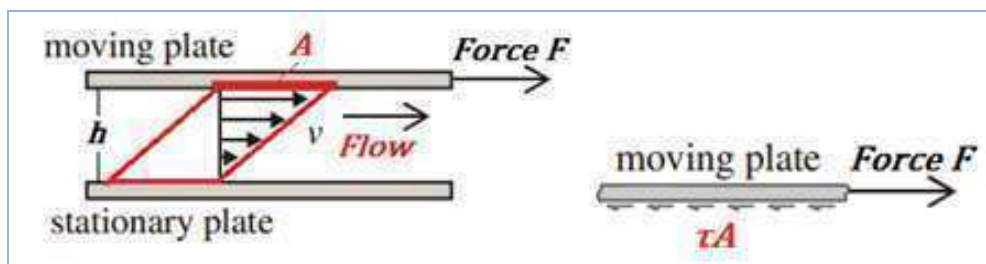 moving plate
A
Force F
h
v
Flow
stationary plate
moving plate
Force F
τA